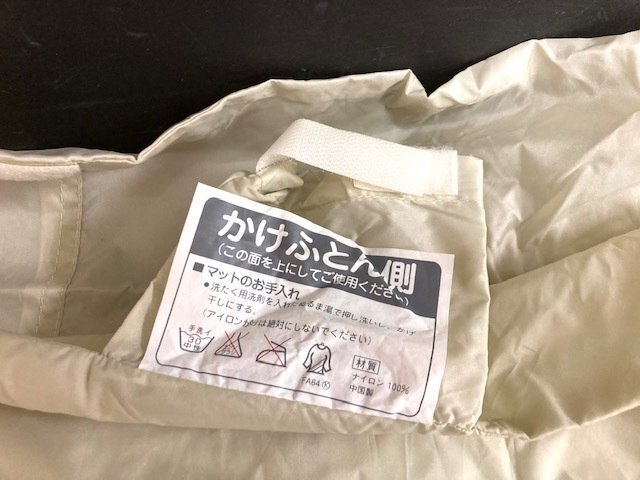 かけふとん側
(この面を上にしてご使用ください)
■マットのお手入れ
●洗たく用洗剤を入れ るま湯で押し洗いし、かげ
干しにする。
(アイロンがけは絶対にしないでください)
手洗イ
30
中性
材質
ナイロン100%
中国製
FA64